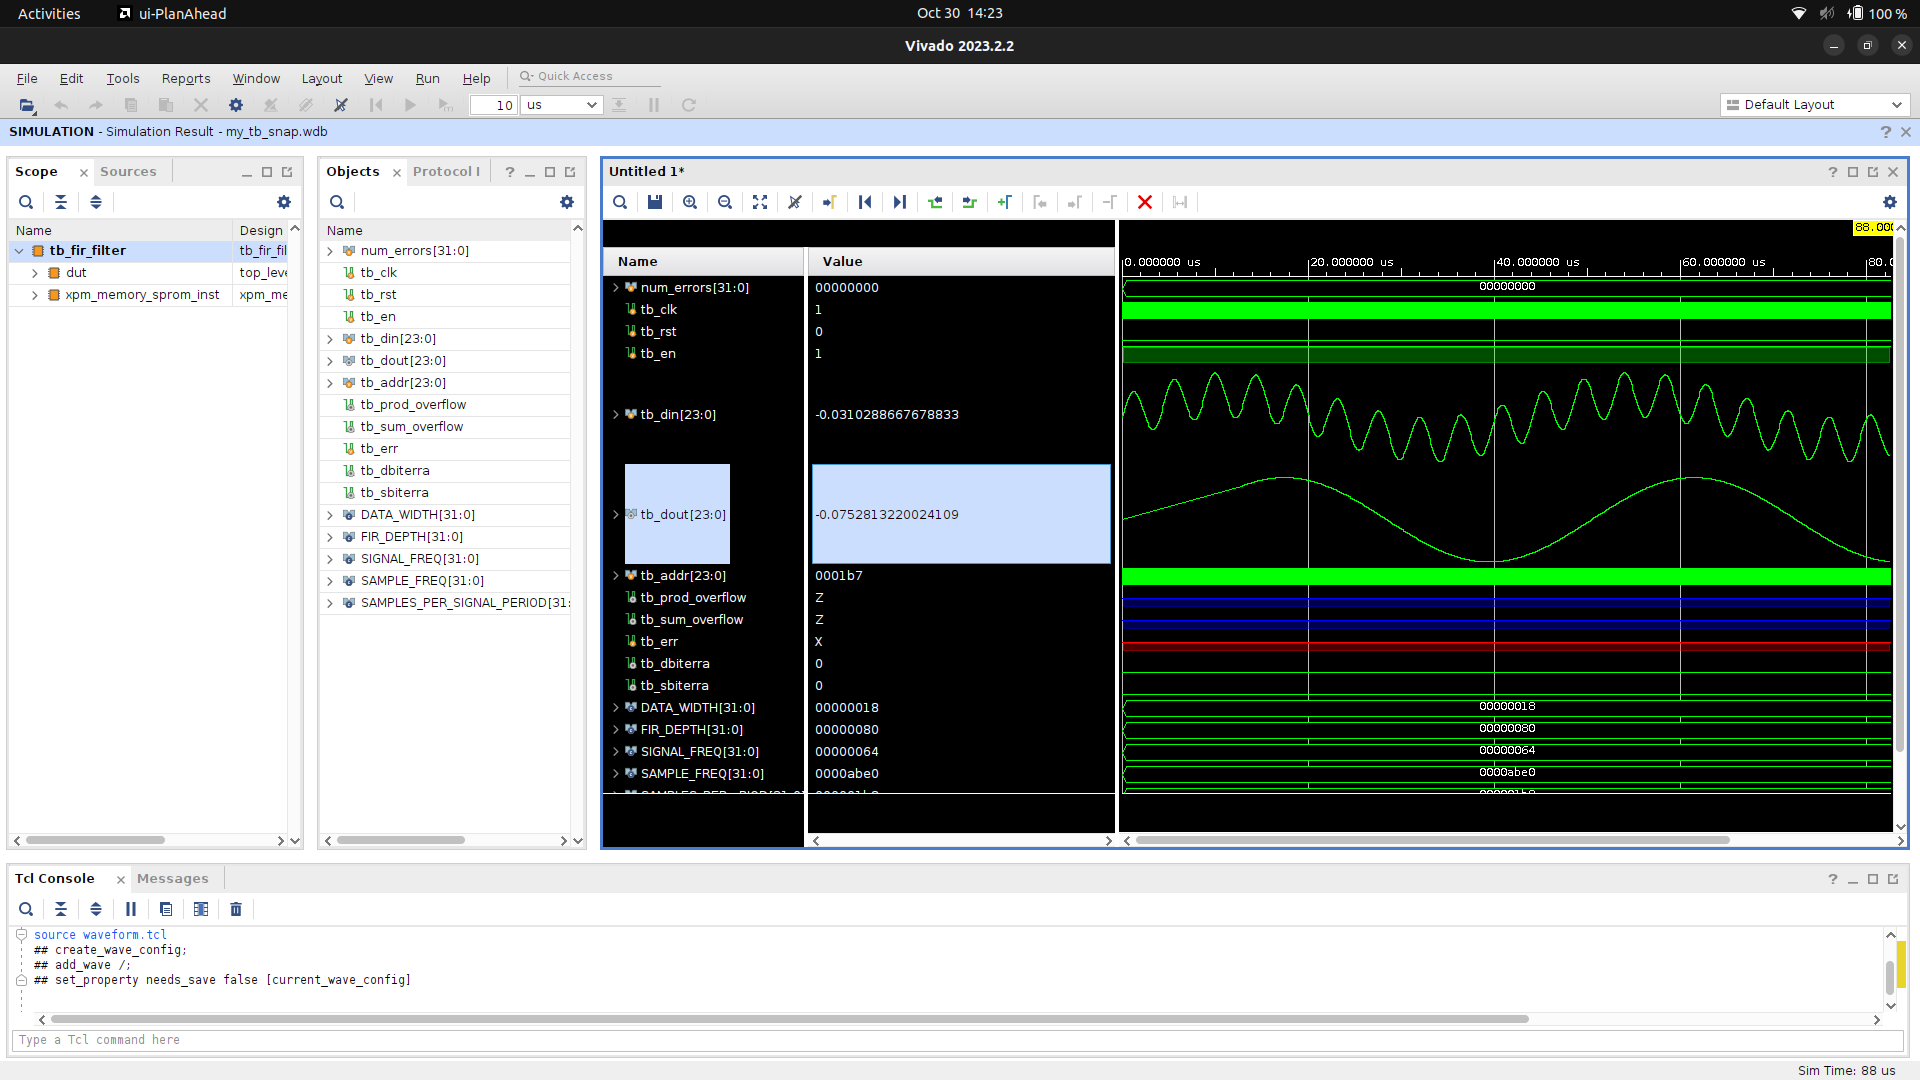 Activities
ui-PlanAhead
Oct 30 14:23
100 %
Vivado 2023.2.2
File Edit Tools Reports Window Layout View Run Help
Quick Access
10 us
Default Layout
SIMULATION - Simulation Result - my_tb_snap.wdb
Scope Sources
Name Design
tb_fir_filter tb_fir_fil
dut top_leve
xpm_memory_sprom_inst xpm_me
Objects Protocol I
Name
num_errors[31:0]
tb_clk
tb_rst
tb_en
tb_din[23:0]
tb_dout[23:0]
tb_addr[23:0]
tb_prod_overflow
tb_sum_overflow
tb_err
tb_dbiterra
tb_sbiterra
DATA_WIDTH[31:0]
FIR_DEPTH[31:0]
SIGNAL_FREQ[31:0]
SAMPLE_FREQ[31:0]
SAMPLES_PER_SIGNAL_PERIOD[31:
Untitled 1*
88.000
Name Value
0.000000 us 20.000000 us 40.000000 us 60.000000 us 80.0
num_errors[31:0] 00000000 00000000
tb_clk 1
tb_rst 0
tb_en 1
tb_din[23:0] -0.0310288667678833
tb_dout[23:0] -0.0752813220024109
tb_addr[23:0] 0001b7
tb_prod_overflow Z
tb_sum_overflow Z
tb_err X
tb_dbiterra 0
tb_sbiterra 0
DATA_WIDTH[31:0] 00000018 00000018
FIR_DEPTH[31:0] 00000080 00000080
SIGNAL_FREQ[31:0] 00000064 00000064
SAMPLE_FREQ[31:0] 0000abe0 0000abe0
Tcl Console Messages
source waveform.tcl
## create_wave_config;
## add_wave /;
## set_property needs_save false [current_wave_config]
Type a Tcl command here
Sim Time: 88 us